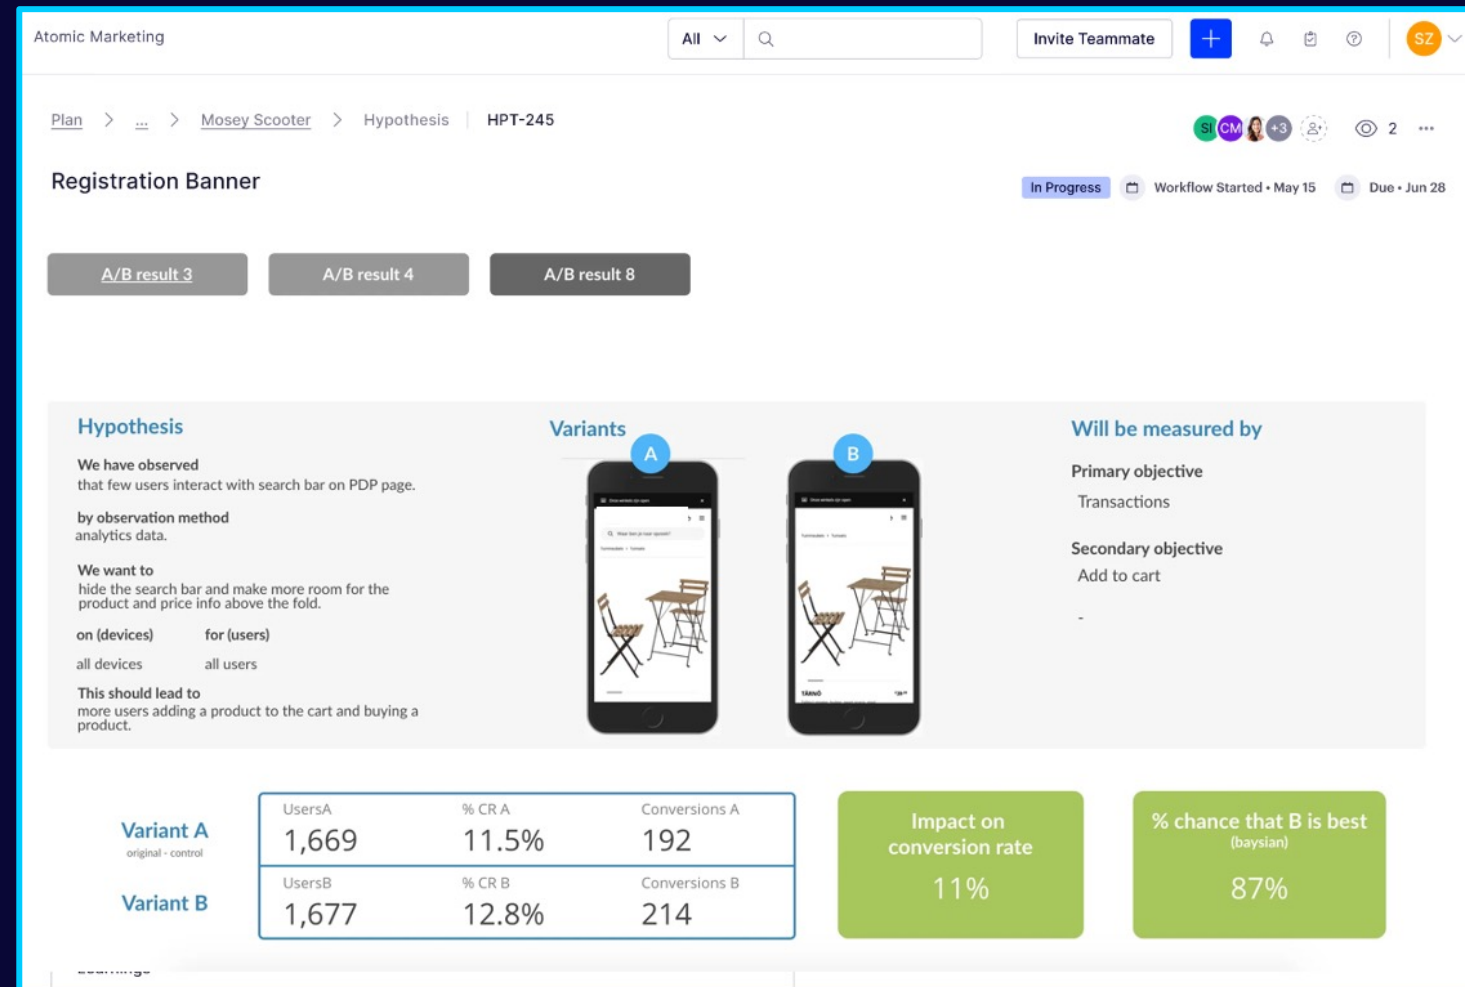 Atomic Marketing
All
Invite Teammate
SZ
Plan > ... > Mosey Scooter > Hypothesis | HPT-245
SI CM +3 2
Registration Banner
In Progress Workflow Started • May 15 Due • Jun 28
A/B result 3
A/B result 4
A/B result 8
Hypothesis
We have observed
that few users interact with search bar on PDP page.
by observation method
analytics data.
We want to
hide the search bar and make more room for the
product and price info above the fold.
on (devices) for (users)
all devices all users
This should lead to
more users adding a product to the cart and buying a
product.
Variants
A
B
TÄRNÖ
Will be measured by
Primary objective
Transactions
Secondary objective
Add to cart
-
Variant A
original - control
UsersA % CR A Conversions A
1,669 11.5% 192
Variant B
UsersB % CR B Conversions B
1,677 12.8% 214
Impact on
conversion rate
11%
% chance that B is best
(baysian)
87%